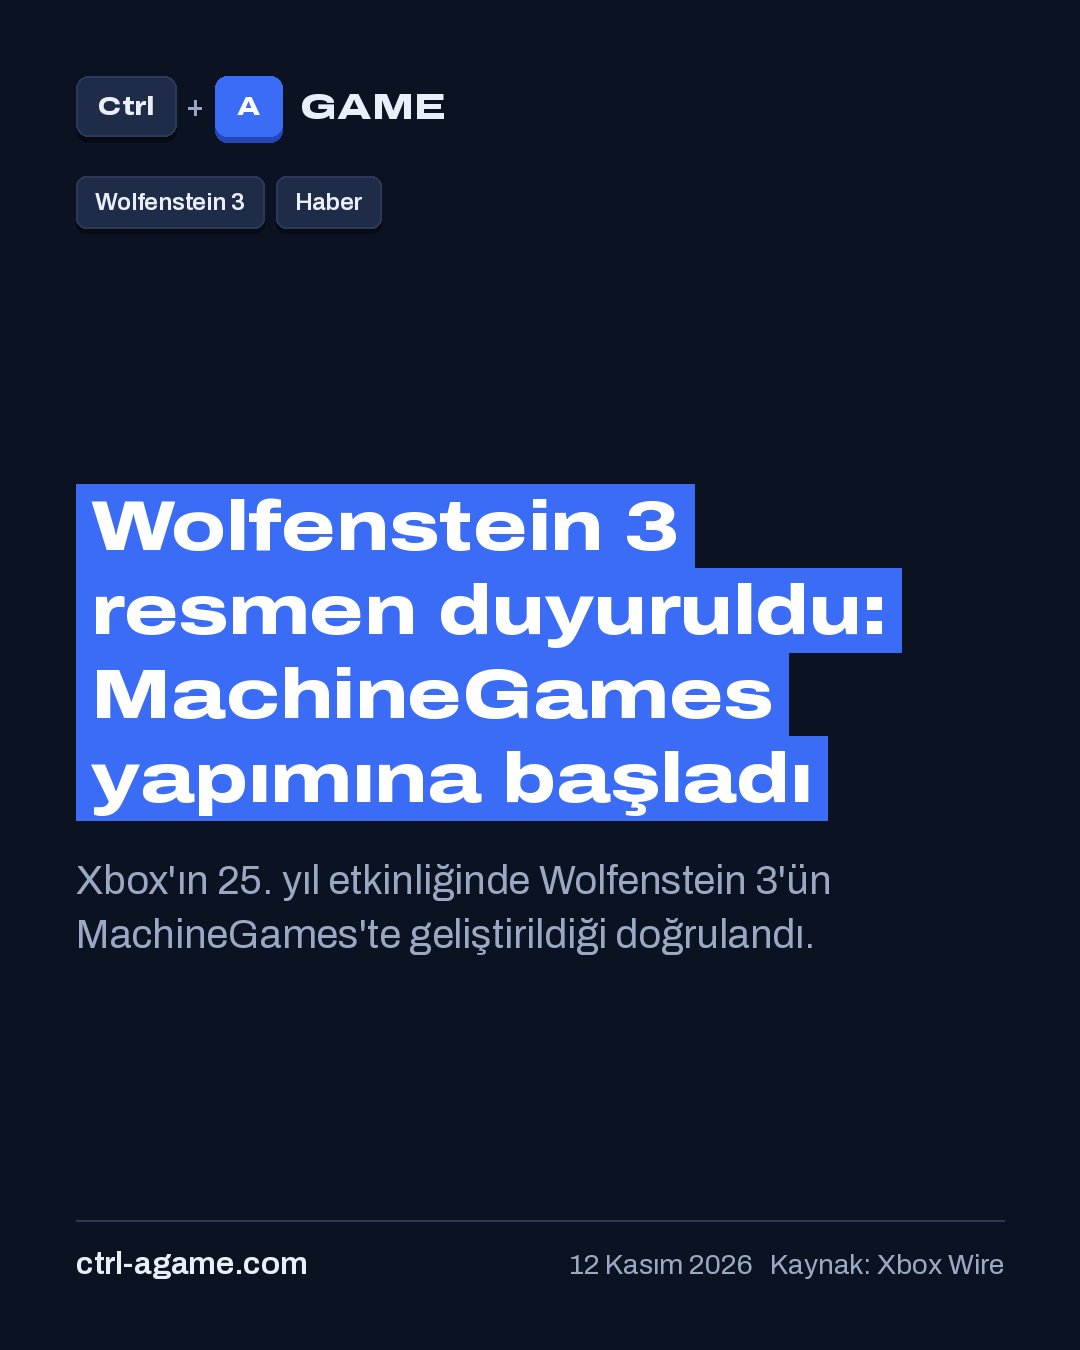 Ctrl + A GAME
Wolfenstein 3 Haber
Wolfenstein 3
resmen duyuruldu:
MachineGames
yapımına başladı
Xbox'ın 25. yıl etkinliğinde Wolfenstein 3'ün
MachineGames'te geliştirildiği doğrulandı.
ctrl-agame.com 12 Kasım 2026 Kaynak: Xbox Wire